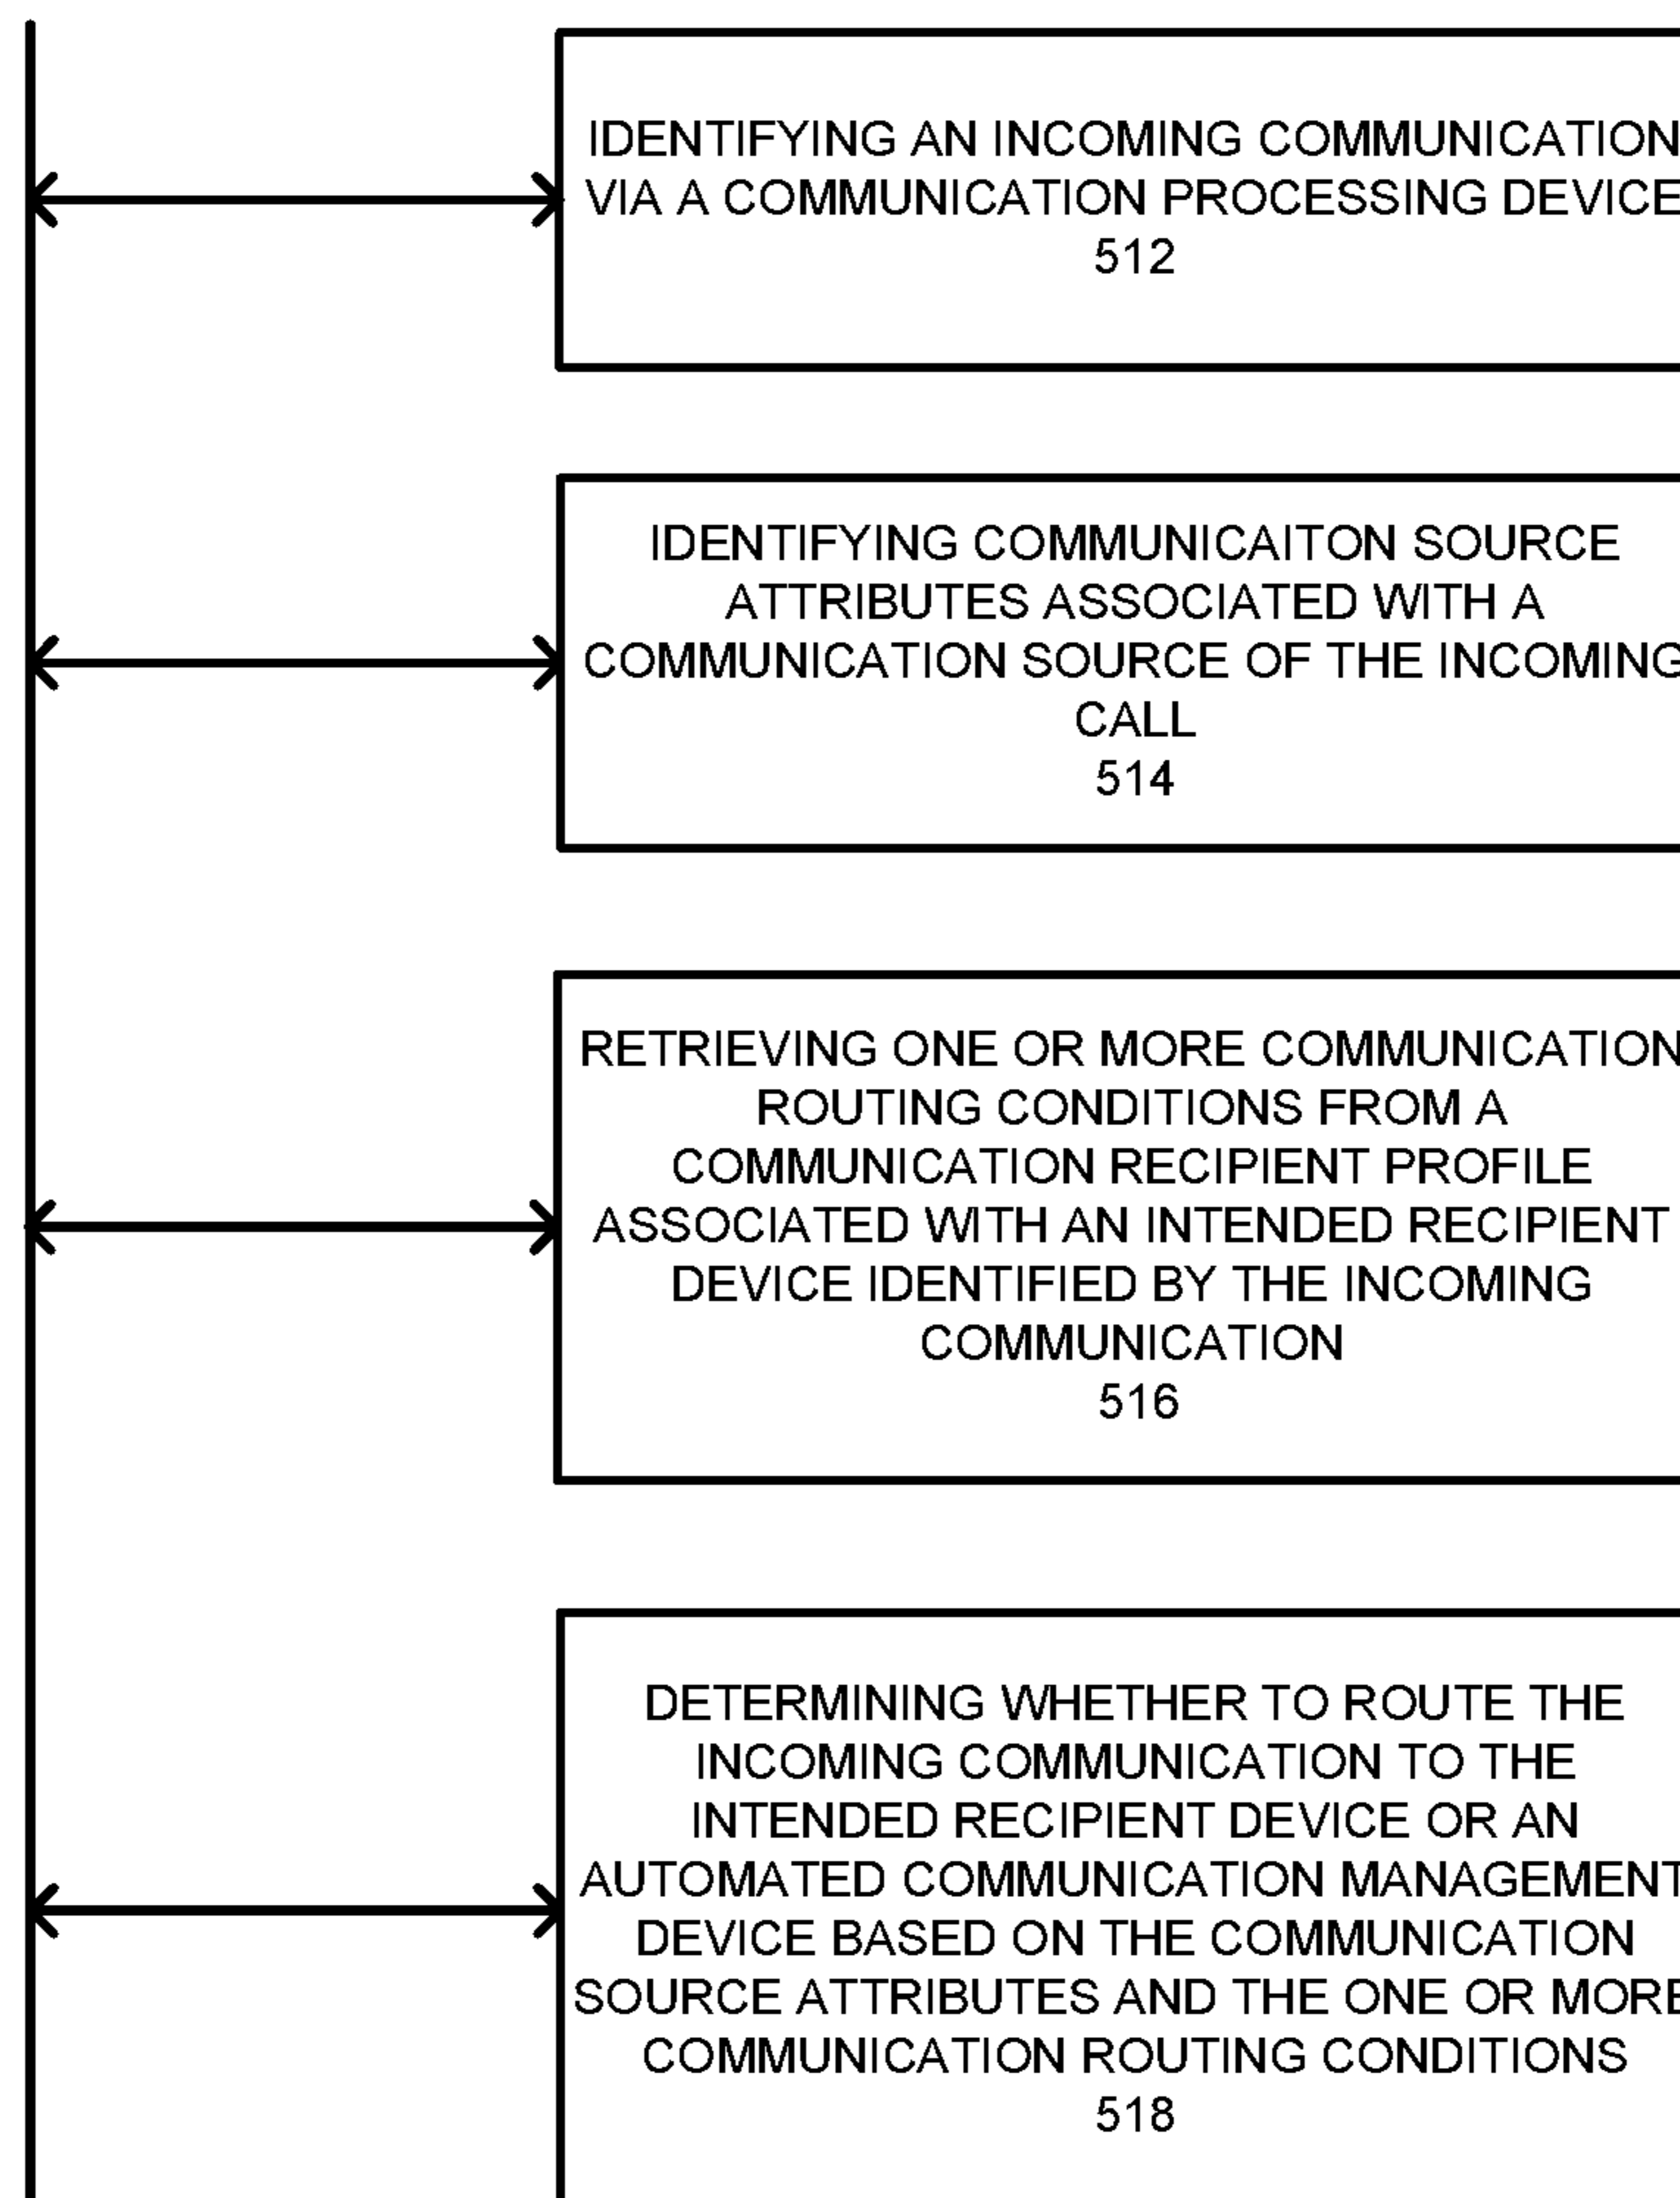 IDENTIFYING AN INCOMING COMMUNICATION
VIA A COMMUNICATION PROCESSING DEVICE
512
IDENTIFYING COMMUNICAITON SOURCE
ATTRIBUTES ASSOCIATED WITH A
COMMUNICATION SOURCE OF THE INCOMING
CALL
514
RETRIEVING ONE OR MORE COMMUNICATION
ROUTING CONDITIONS FROM A
COMMUNICATION RECIPIENT PROFILE
ASSOCIATED WITH AN INTENDED RECIPIENT
DEVICE IDENTIFIED BY THE INCOMING
COMMUNICATION
516
DETERMINING WHETHER TO ROUTE THE
INCOMING COMMUNICATION TO THE
INTENDED RECIPIENT DEVICE OR AN
AUTOMATED COMMUNICATION MANAGEMENT
DEVICE BASED ON THE COMMUNICATION
SOURCE ATTRIBUTES AND THE ONE OR MORE
COMMUNICATION ROUTING CONDITIONS
518